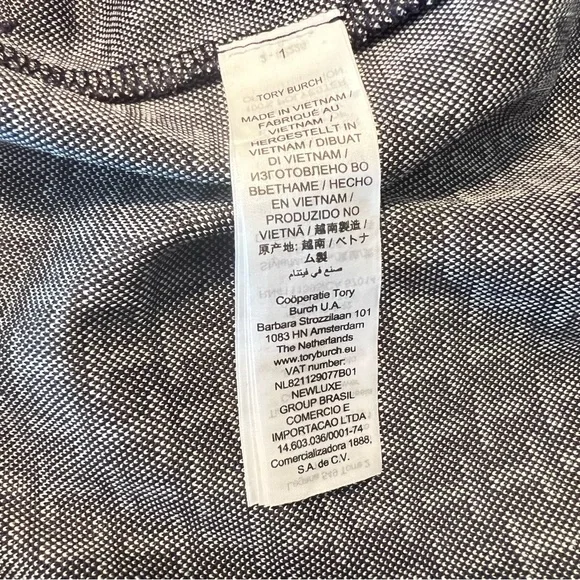 1
©TORY BURCH
MADE IN VIETNAM /
FABRIQUÉ AU
VIETNAM /
HERGESTELLT IN
VIETNAM / DIBUAT
DI VIETNAM /
ИЗГОТОВЛЕНО ВО
ВЬЕТНАМЕ / HECHO
EN VIETNAM /
PRODUZIDO NO
VIETNÃ / 越南製造 /
原产地: 越南 / ベトナ
ム製
صنع في فيتنام
Coöperatie Tory
Burch U.A.
Barbara Strozzilaan 101
1083 HN Amsterdam
The Netherlands
www.toryburch.eu
VAT number:
NL821129077B01
NEWLUXE
GROUP BRASIL
COMERCIO E
IMPORTACAO LTDA
14.603.036/0001-74
Comercializadora 1888,
S.A. de C.V.